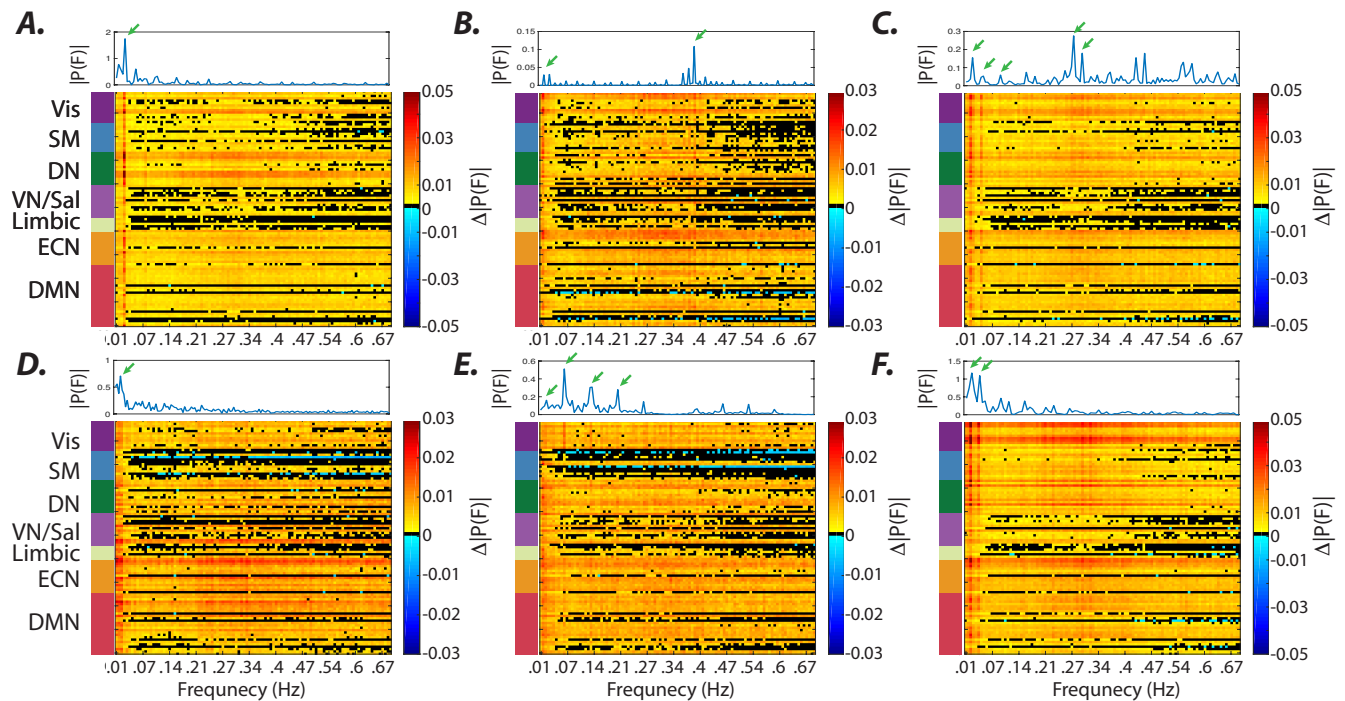 A.
B.
C.
2
1
0
|P(F)|
0.15
0.1
0.05
0
|P(F)|
0.3
0.2
0.1
0
|P(F)|
Vis
SM
DN
VN/Sal
Limbic
ECN
DMN
0.05
0.03
0.01
0
-0.01
-0.03
-0.05
Δ|P(F)|
0.03
0.02
0.01
0
-0.01
-0.02
-0.03
Δ|P(F)|
0.05
0.03
0.01
0
-0.01
-0.03
-0.05
Δ|P(F)|
.01 .07 .14 .21 .27 .34 .4 .47 .54 .6 .67
.01 .07 .14 .21 .27 .34 .4 .47 .54 .6 .67
.01 .07 .14 .21 .27 .34 .4 .47 .54 .6 .67
D.
E.
F.
1
0.5
0
|P(F)|
0.6
0.4
0.2
0
|P(F)|
1.5
1.0
0.5
0
|P(F)|
Vis
SM
DN
VN/Sal
Limbic
ECN
DMN
0.03
0.02
0.01
0
-0.01
-0.02
-0.03
Δ|P(F)|
0.03
0.02
0.01
0
-0.01
-0.02
-0.03
Δ|P(F)|
0.05
0.03
0.01
0
-0.01
-0.03
-0.05
Δ|P(F)|
.01 .07 .14 .21 .27 .34 .4 .47 .54 .6 .67
.01 .07 .14 .21 .27 .34 .4 .47 .54 .6 .67
.01 .07 .14 .21 .27 .34 .4 .47 .54 .6 .67
Frequnecy (Hz)
Frequnecy (Hz)
Frequnecy (Hz)